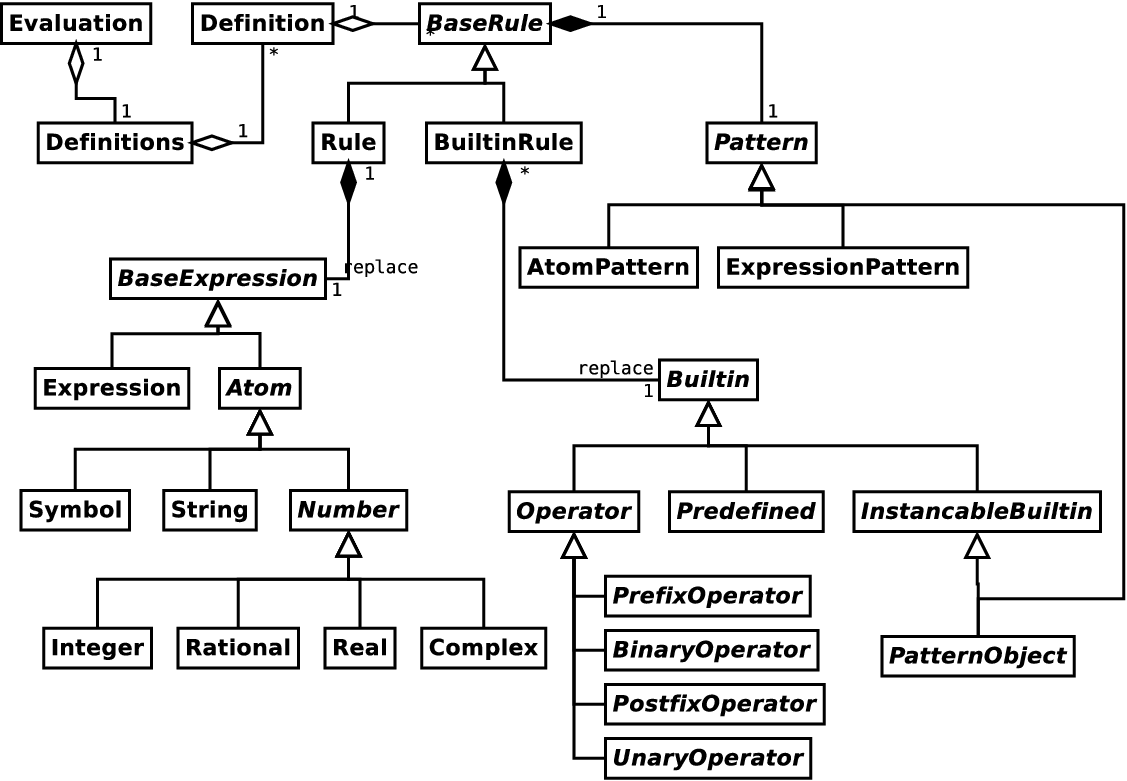 Evaluation
Definition
1
*
BaseRule
1
1
*
1
1
Definitions
1
Rule
BuiltinRule
Pattern
1
*
BaseExpression
replace
1
AtomPattern
ExpressionPattern
replace
1
Builtin
Expression
Atom
Symbol
String
Number
Operator
Predefined
InstancableBuiltin
PrefixOperator
Integer
Rational
Real
Complex
BinaryOperator
PatternObject
PostfixOperator
UnaryOperator